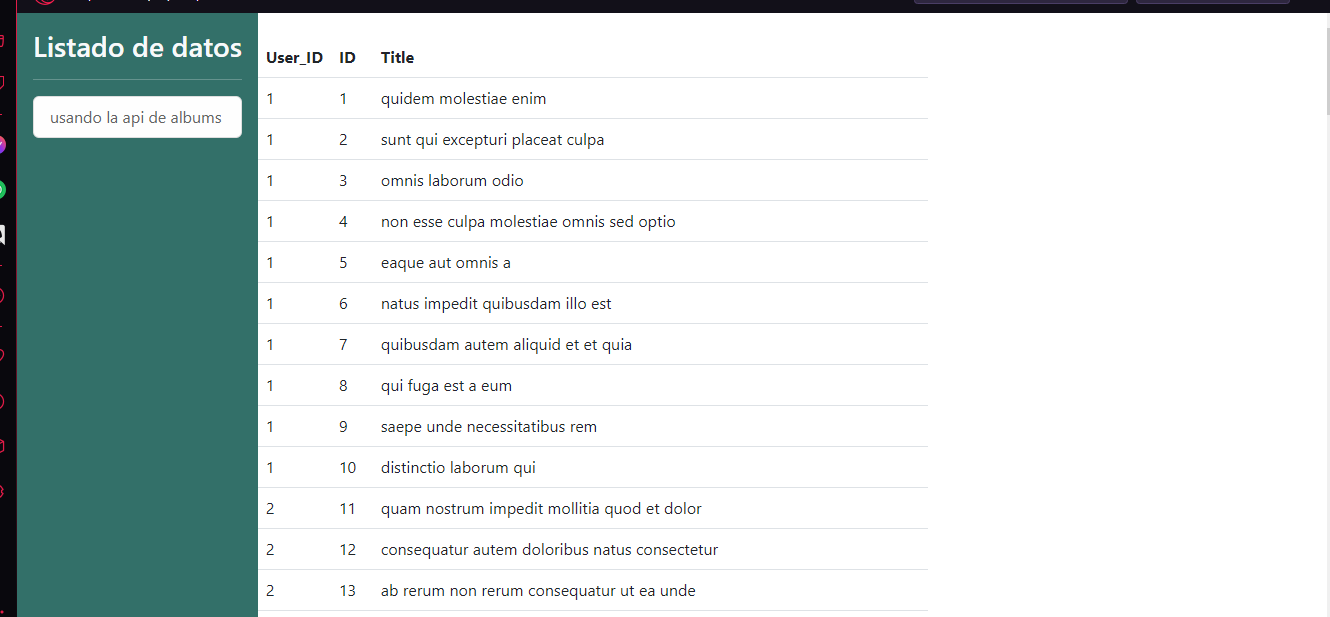 Listado de datos
usando la api de albums
User_ID ID Title
1 1 quidem molestiae enim
1 2 sunt qui excepturi placeat culpa
1 3 omnis laborum odio
1 4 non esse culpa molestiae omnis sed optio
1 5 eaque aut omnis a
1 6 natus impedit quibusdam illo est
1 7 quibusdam autem aliquid et et quia
1 8 qui fuga est a eum
1 9 saepe unde necessitatibus rem
1 10 distinctio laborum qui
2 11 quam nostrum impedit mollitia quod et dolor
2 12 consequatur autem doloribus natus consectetur
2 13 ab rerum non rerum consequatur ut ea unde